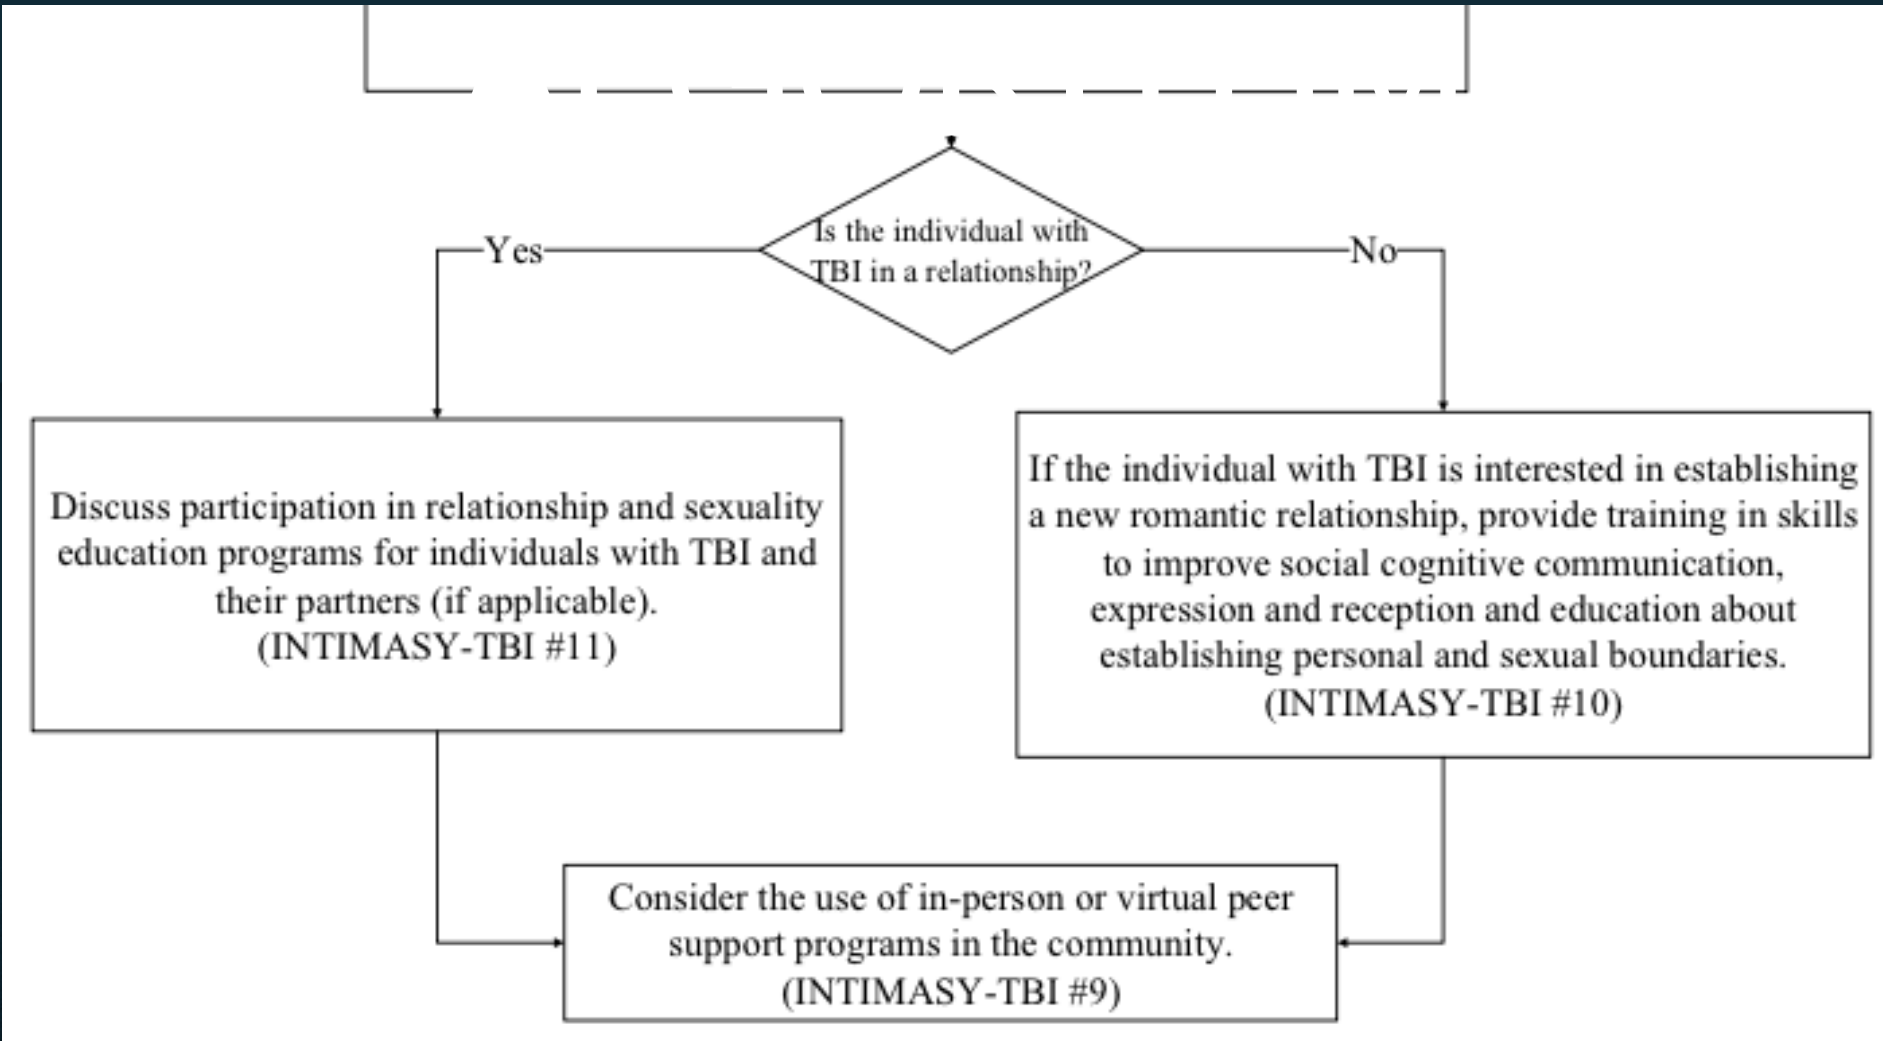 Is the individual with
TBI in a relationship?
Yes
No
Discuss participation in relationship and sexuality
education programs for individuals with TBI and
their partners (if applicable).
(INTIMASY-TBI #11)
If the individual with TBI is interested in establishing
a new romantic relationship, provide training in skills
to improve social cognitive communication,
expression and reception and education about
establishing personal and sexual boundaries.
(INTIMASY-TBI #10)
Consider the use of in-person or virtual peer
support programs in the community.
(INTIMASY-TBI #9)